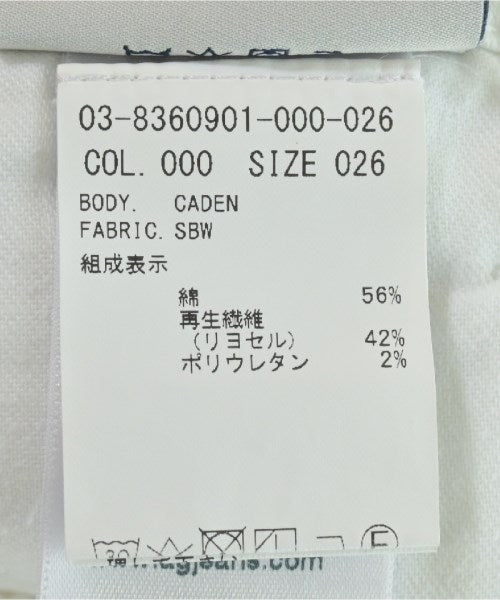 03-8360901-000-026
COL. 000 SIZE 026
BODY. CADEN
FABRIC. SBW
組成表示
綿 56%
再生繊維
(リヨセル) 42%
ポリウレタン 2%